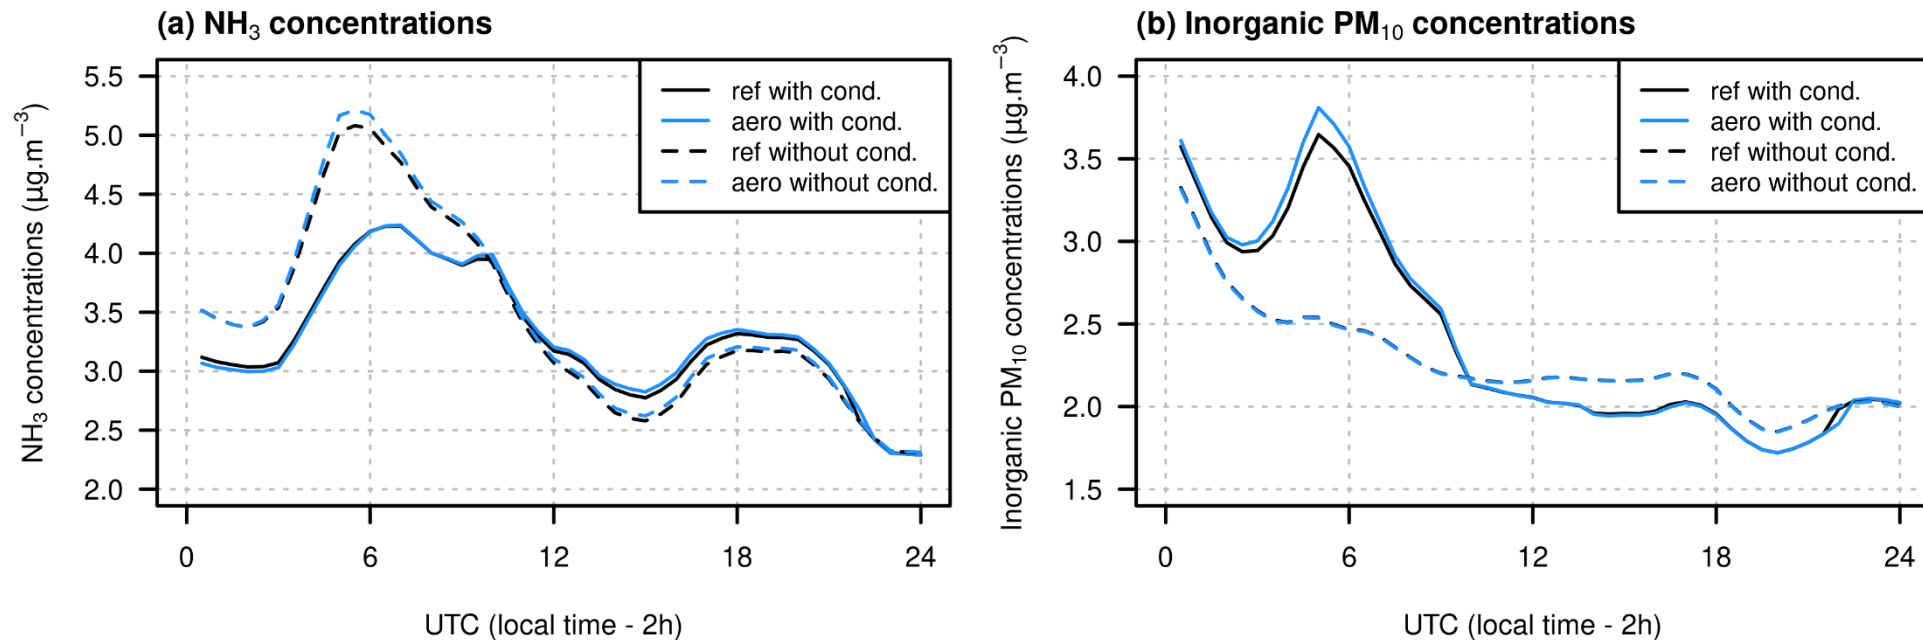 (a) NH₃ concentrations
NH₃ concentrations (µg.m⁻³)
5.5
5.0
4.5
4.0
3.5
3.0
2.5
2.0
ref with cond.
aero with cond.
ref without cond.
aero without cond.
0 6 12 18 24
UTC (local time - 2h)
(b) Inorganic PM₁₀ concentrations
Inorganic PM₁₀ concentrations (µg.m⁻³)
4.0
3.5
3.0
2.5
2.0
1.5
ref with cond.
aero with cond.
ref without cond.
aero without cond.
0 6 12 18 24
UTC (local time - 2h)